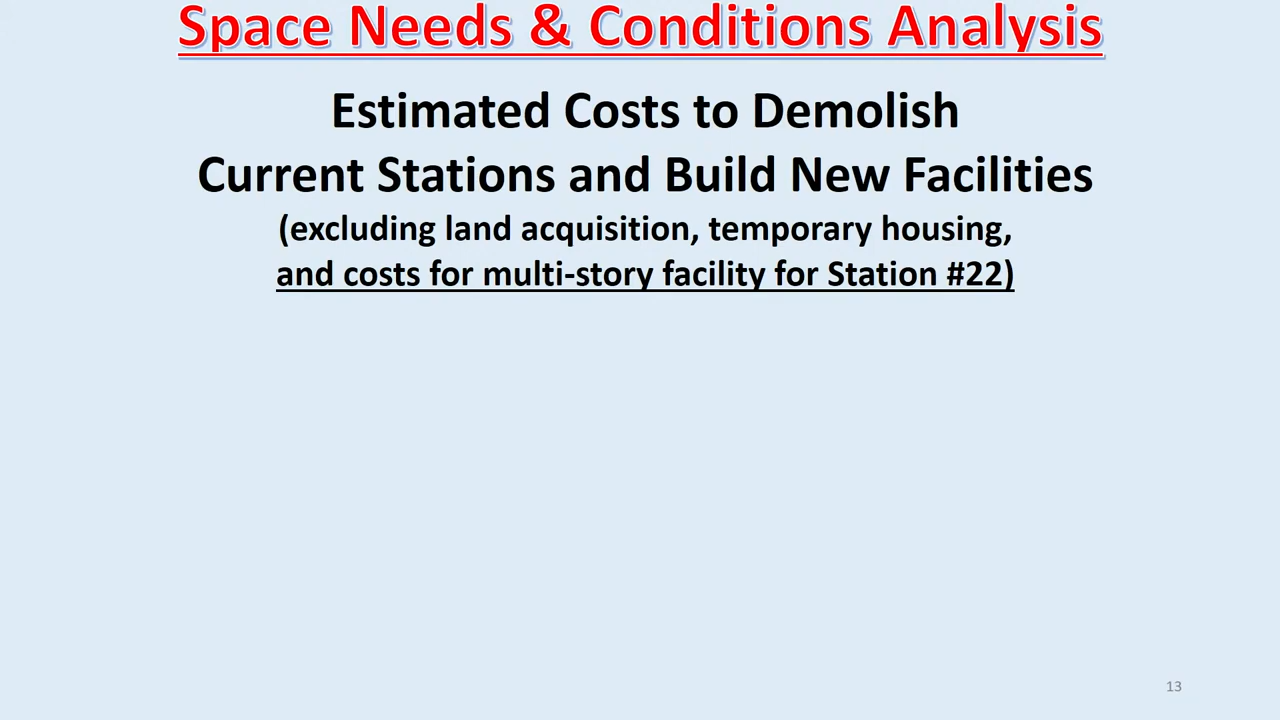 Space Needs & Conditions Analysis
Estimated Costs to Demolish
Current Stations and Build New Facilities
(excluding land acquisition, temporary housing,
and costs for multi-story facility for Station #22)
13